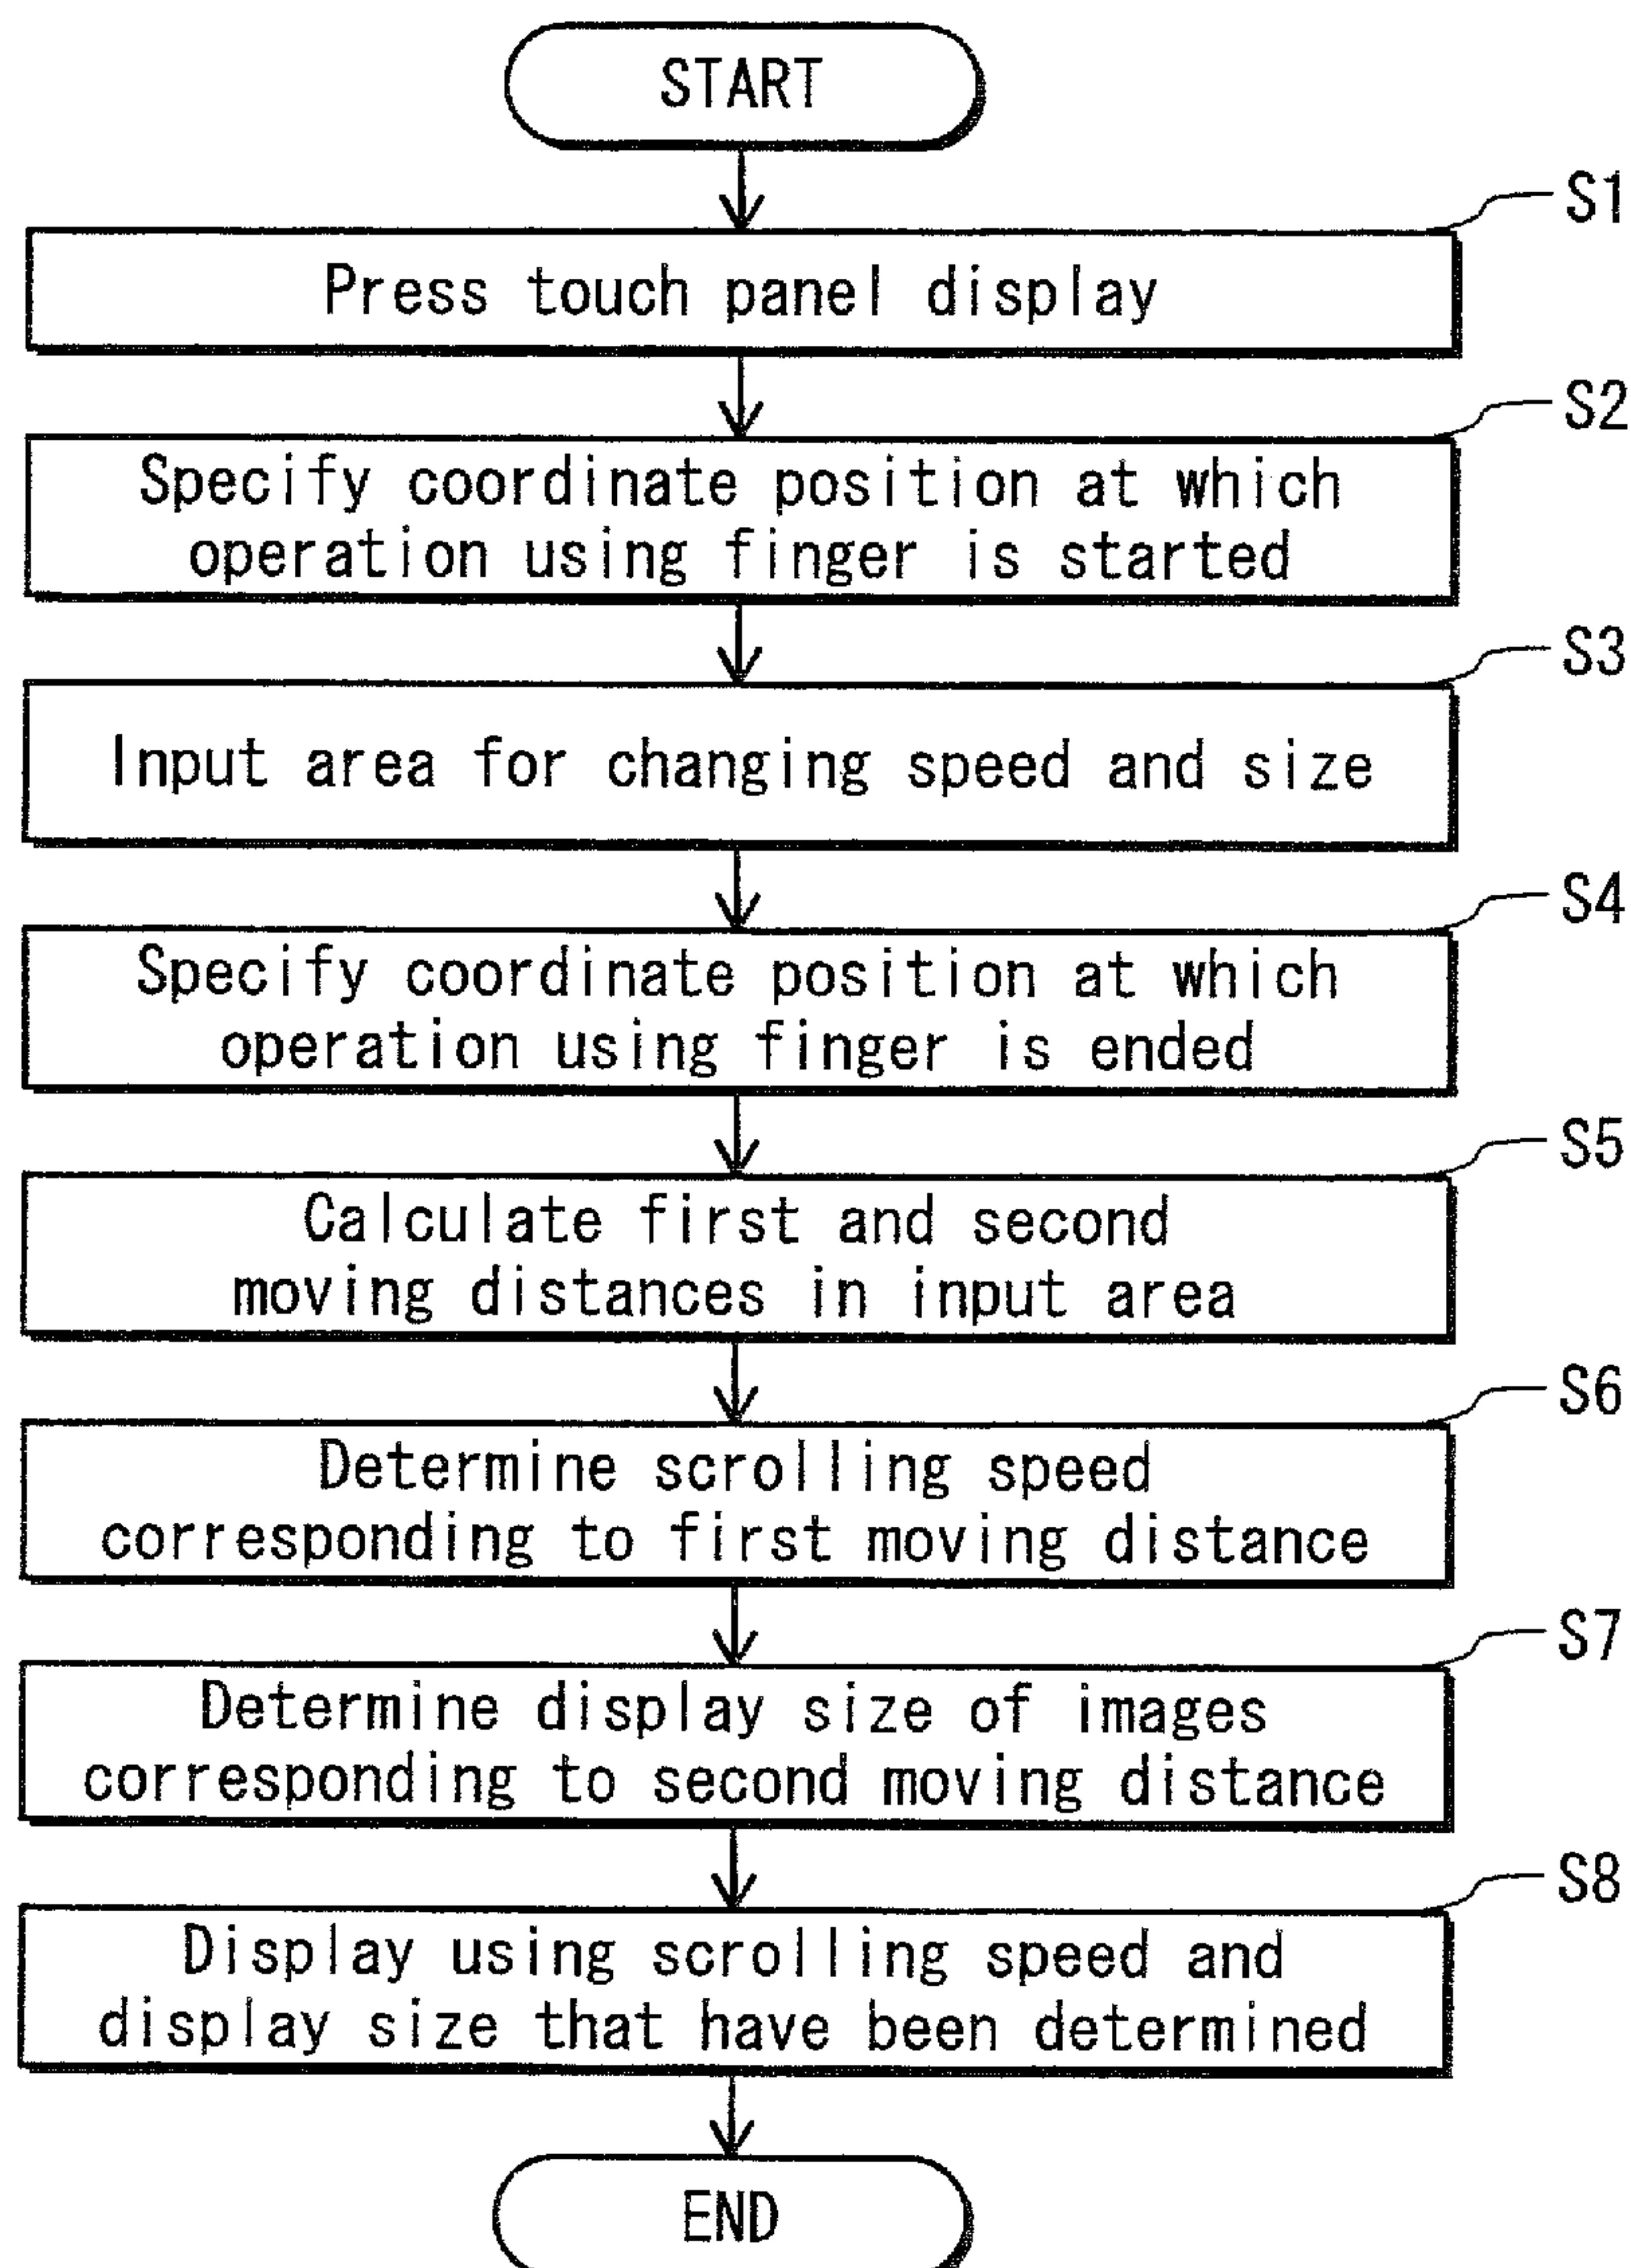 START
S1
Press touch panel display
S2
Specify coordinate position at which
operation using finger is started
S3
Input area for changing speed and size
S4
Specify coordinate position at which
operation using finger is ended
S5
Calculate first and second
moving distances in input area
S6
Determine scrolling speed
corresponding to first moving distance
S7
Determine display size of images
corresponding to second moving distance
S8
Display using scrolling speed and
display size that have been determined
END